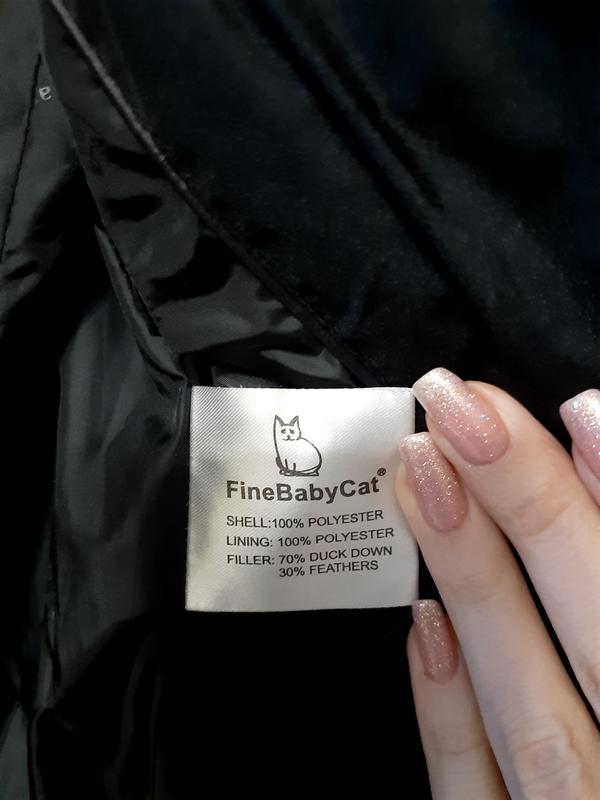 e
FineBabyCat®
SHELL:100% POLYESTER
LINING: 100% POLYESTER
FILLER: 70% DUCK DOWN
30% FEATHERS